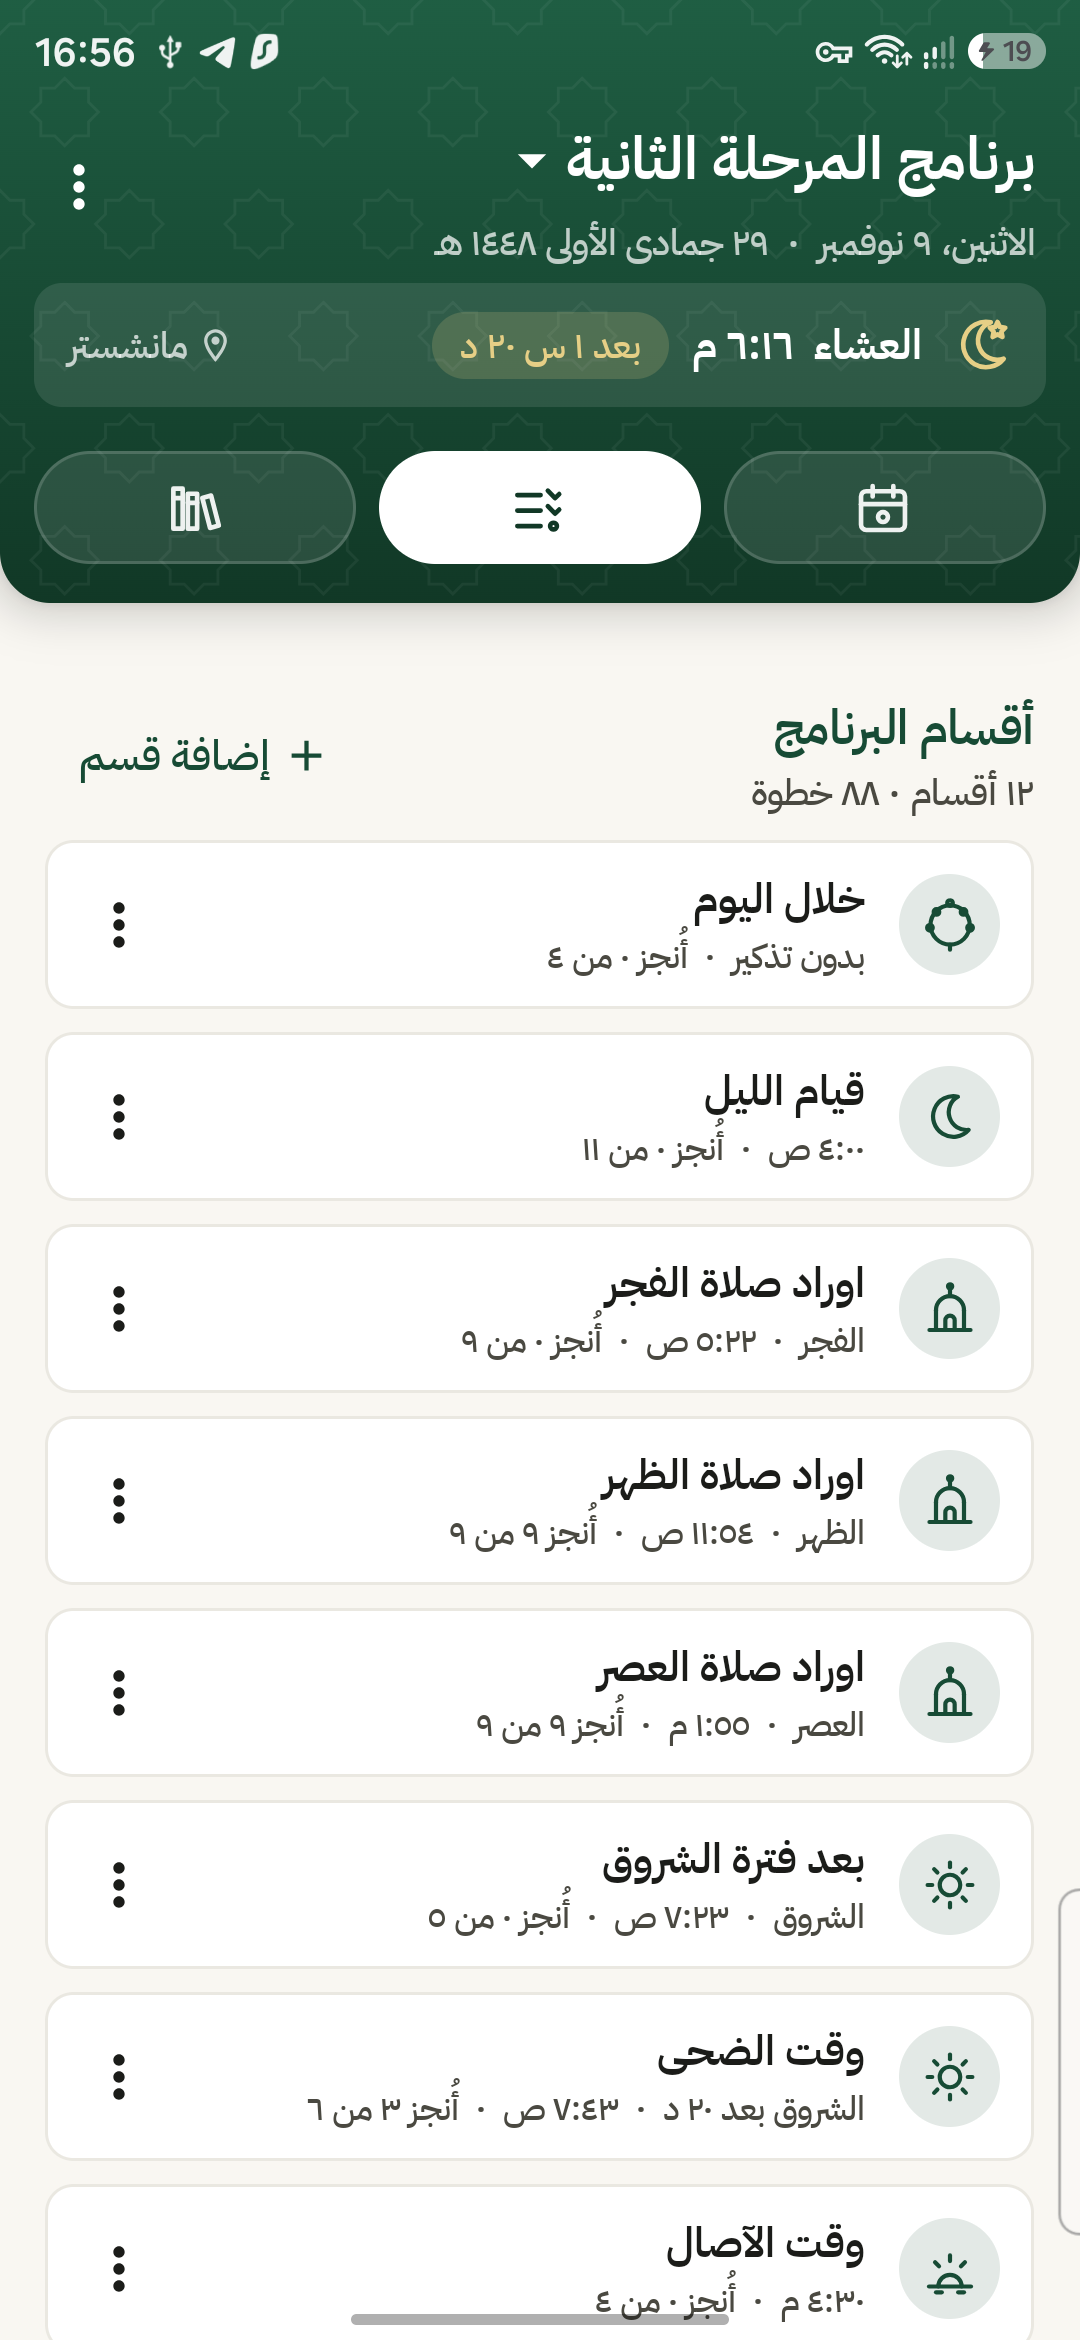 16:56
19
برنامج المرحلة الثانية
الاثنين، ٩ نوفمبر · ٢٩ جمادى الأولى ١٤٤٨ هـ
العشاء ٦:١٦ م بعد ١ س ٢٠ د مانشستر
أقسام البرنامج
+ إضافة قسم
١٢ أقسام · ٨٨ خطوة
خلال اليوم
بدون تذكير · أُنجز ٠ من ٤
قيام الليل
٤:٠٠ ص · أُنجز ٠ من ١١
اوراد صلاة الفجر
الفجر · ٥:٢٢ ص · أُنجز ٠ من ٩
اوراد صلاة الظهر
الظهر · ١١:٥٤ ص · أُنجز ٩ من ٩
اوراد صلاة العصر
العصر · ١:٥٥ م · أُنجز ٩ من ٩
بعد فترة الشروق
الشروق · ٧:٢٣ ص · أُنجز ٠ من ٥
وقت الضحى
الشروق بعد ٢٠ د · ٧:٤٣ ص · أُنجز ٣ من ٦
وقت الآصال
٤:٣٠ م · أُنجز ٠ من ٤